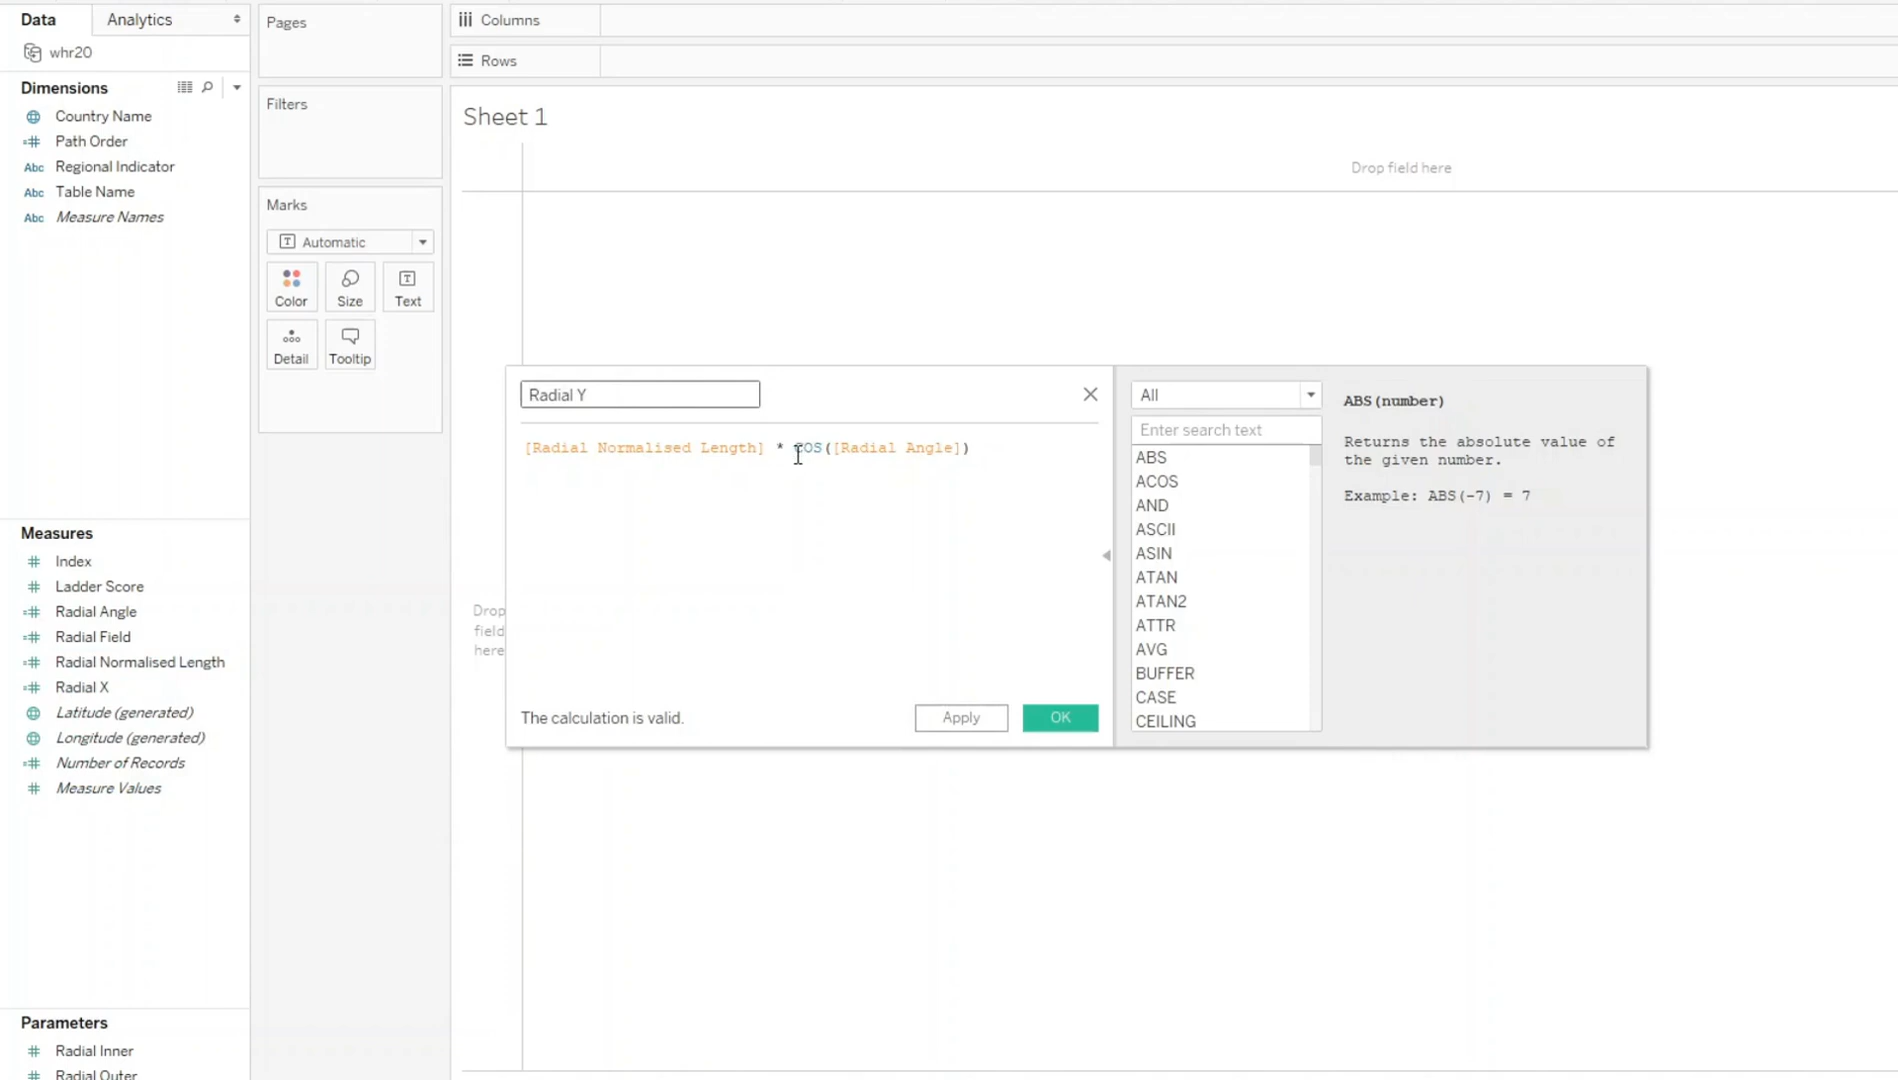 Data
Analytics
whr20
Dimensions
Country Name
Path Order
Abc Regional Indicator
Abc Table Name
Abc Measure Names
Measures
Index
Ladder Score
Radial Angle
Radial Field
Radial Normalised Length
Radial X
Latitude (generated)
Longitude (generated)
Number of Records
Measure Values
Parameters
Radial Inner
Radial Outer
Pages
Filters
Marks
Automatic
Color
Size
Text
Detail
Tooltip
Columns
Rows
Sheet 1
Drop field here
Drop
field
here
Radial Y
[Radial Normalised Length] * COS([Radial Angle])
The calculation is valid.
Apply
OK
All
Enter search text
ABS
ACOS
AND
ASCII
ASIN
ATAN
ATAN2
ATTR
AVG
BUFFER
CASE
CEILING
ABS(number)
Returns the absolute value of
the given number.
Example: ABS(-7) = 7